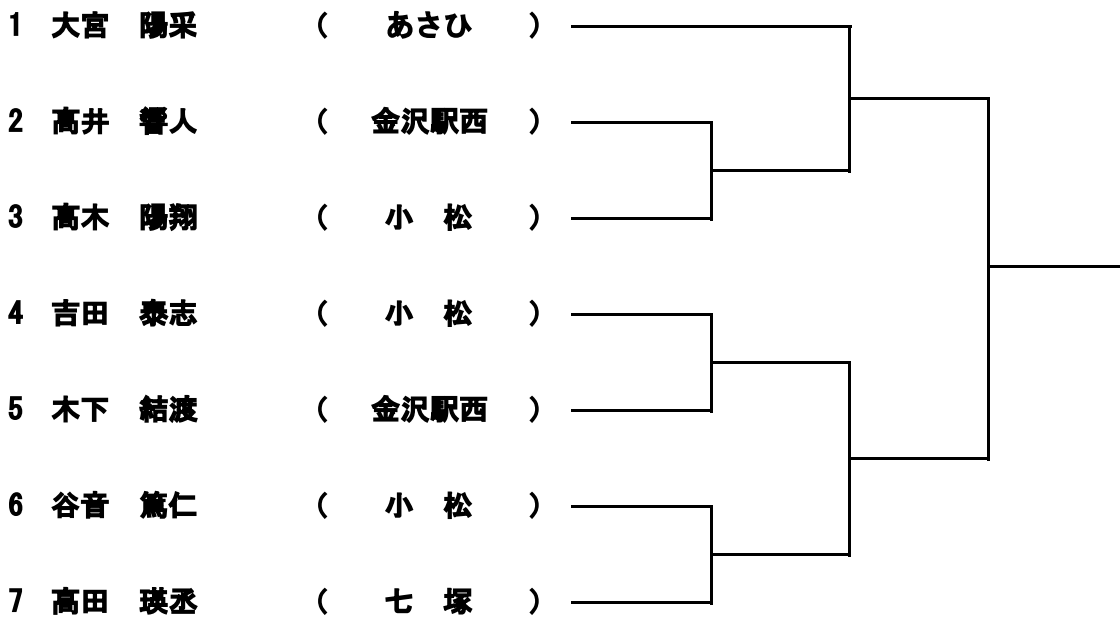 1 大宮 陽采 ( あさひ )
2 髙井 響人 ( 金沢駅西 )
3 髙木 陽翔 ( 小 松 )
4 吉田 泰志 ( 小 松 )
5 木下 結渡 ( 金沢駅西 )
6 谷音 篤仁 ( 小 松 )
7 髙田 瑛丞 ( 七 塚 )